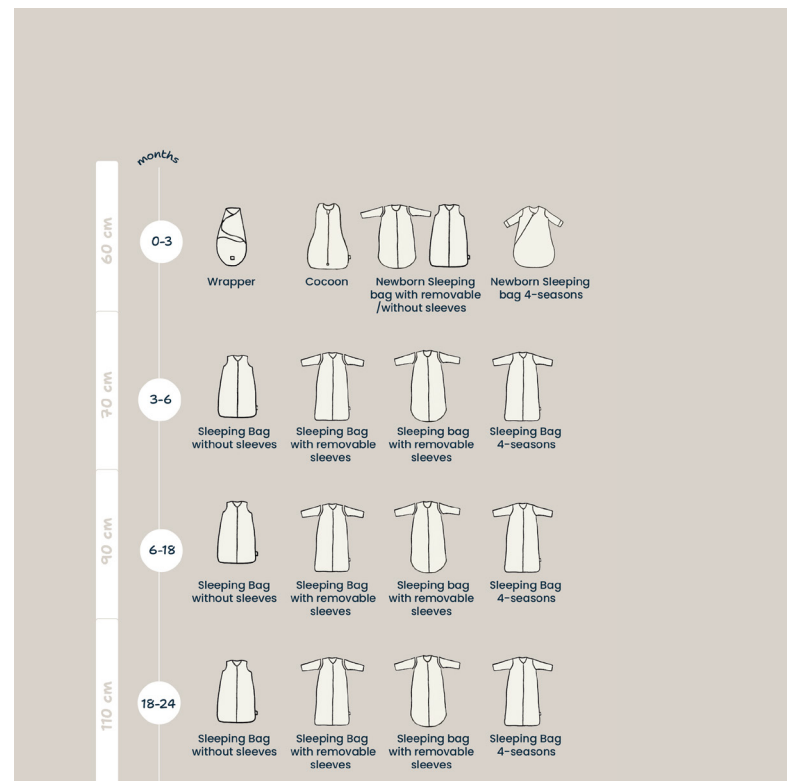 months
60 cm
0-3
Wrapper
Cocoon
Newborn Sleeping
bag with removable
/without sleeves
Newborn Sleeping
bag 4-seasons
70 cm
3-6
Sleeping Bag
without sleeves
Sleeping Bag
with removable
sleeves
Sleeping bag
with removable
sleeves
Sleeping Bag
4-seasons
90 cm
6-18
Sleeping Bag
without sleeves
Sleeping Bag
with removable
sleeves
Sleeping bag
with removable
sleeves
Sleeping Bag
4-seasons
110 cm
18-24
Sleeping Bag
without sleeves
Sleeping Bag
with removable
sleeves
Sleeping bag
with removable
sleeves
Sleeping Bag
4-seasons